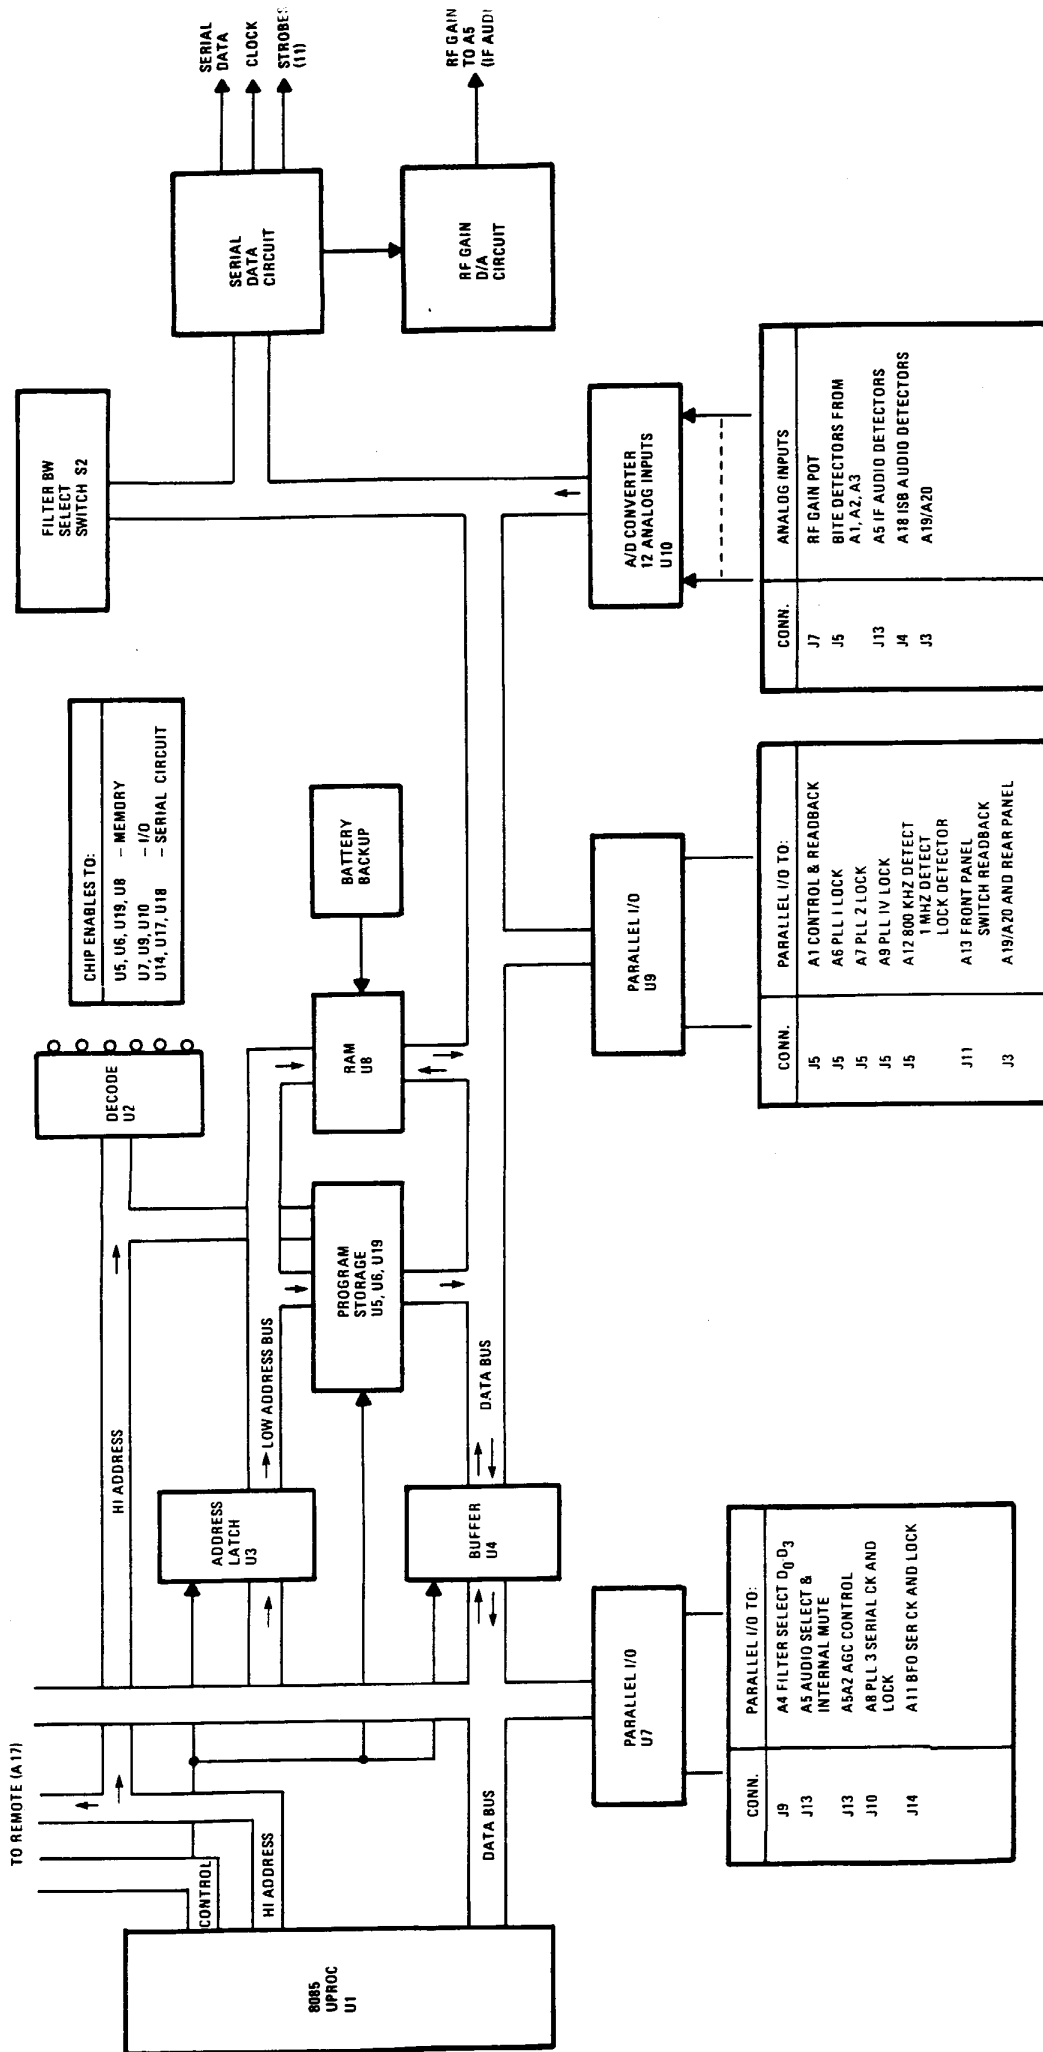 TO REMOTE (A17)
8085
UPROC
U1
CONTROL
HI ADDRESS
DATA BUS
HI ADDRESS
ADDRESS
LATCH
U3
LOW ADDRESS BUS
BUFFER
U4
DATA BUS
DECODE
U2
CHIP ENABLES TO:
U5, U6, U19, U8 – MEMORY
U7, U9, U10 – I/O
U14, U17, U18 – SERIAL CIRCUIT
PROGRAM
STORAGE
U5, U6, U19
RAM
U8
BATTERY
BACKUP
FILTER BW
SELECT
SWITCH S2
SERIAL
DATA
CIRCUIT
SERIAL
DATA
CLOCK
STROBES
(11)
RF GAIN
D/A
CIRCUIT
RF GAIN
TO A5
(IF AUDI
PARALLEL I/O
U7
CONN. PARALLEL I/O TO:
J9 A4 FILTER SELECT D0-D3
J13 A5 AUDIO SELECT &
INTERNAL MUTE
J13 A5A2 AGC CONTROL
J10 A8 PLL 3 SERIAL CK AND
LOCK
J14 A11 BFO SER CK AND LOCK
PARALLEL I/O
U9
CONN. PARALLEL I/O TO:
J5 A1 CONTROL & READBACK
J5 A6 PLL I LOCK
J5 A7 PLL 2 LOCK
J5 A9 PLL IV LOCK
J5 A12 800 KHZ DETECT
1 MHZ DETECT
LOCK DETECTOR
J11 A13 FRONT PANEL
SWITCH READBACK
J3 A19/A20 AND REAR PANEL
A/D CONVERTER
12 ANALOG INPUTS
U10
CONN. ANALOG INPUTS
J7 RF GAIN POT
J5 BITE DETECTORS FROM
A1, A2, A3
J13 A5 IF AUDIO DETECTORS
J4 A18 ISB AUDIO DETECTORS
J3 A19/A20